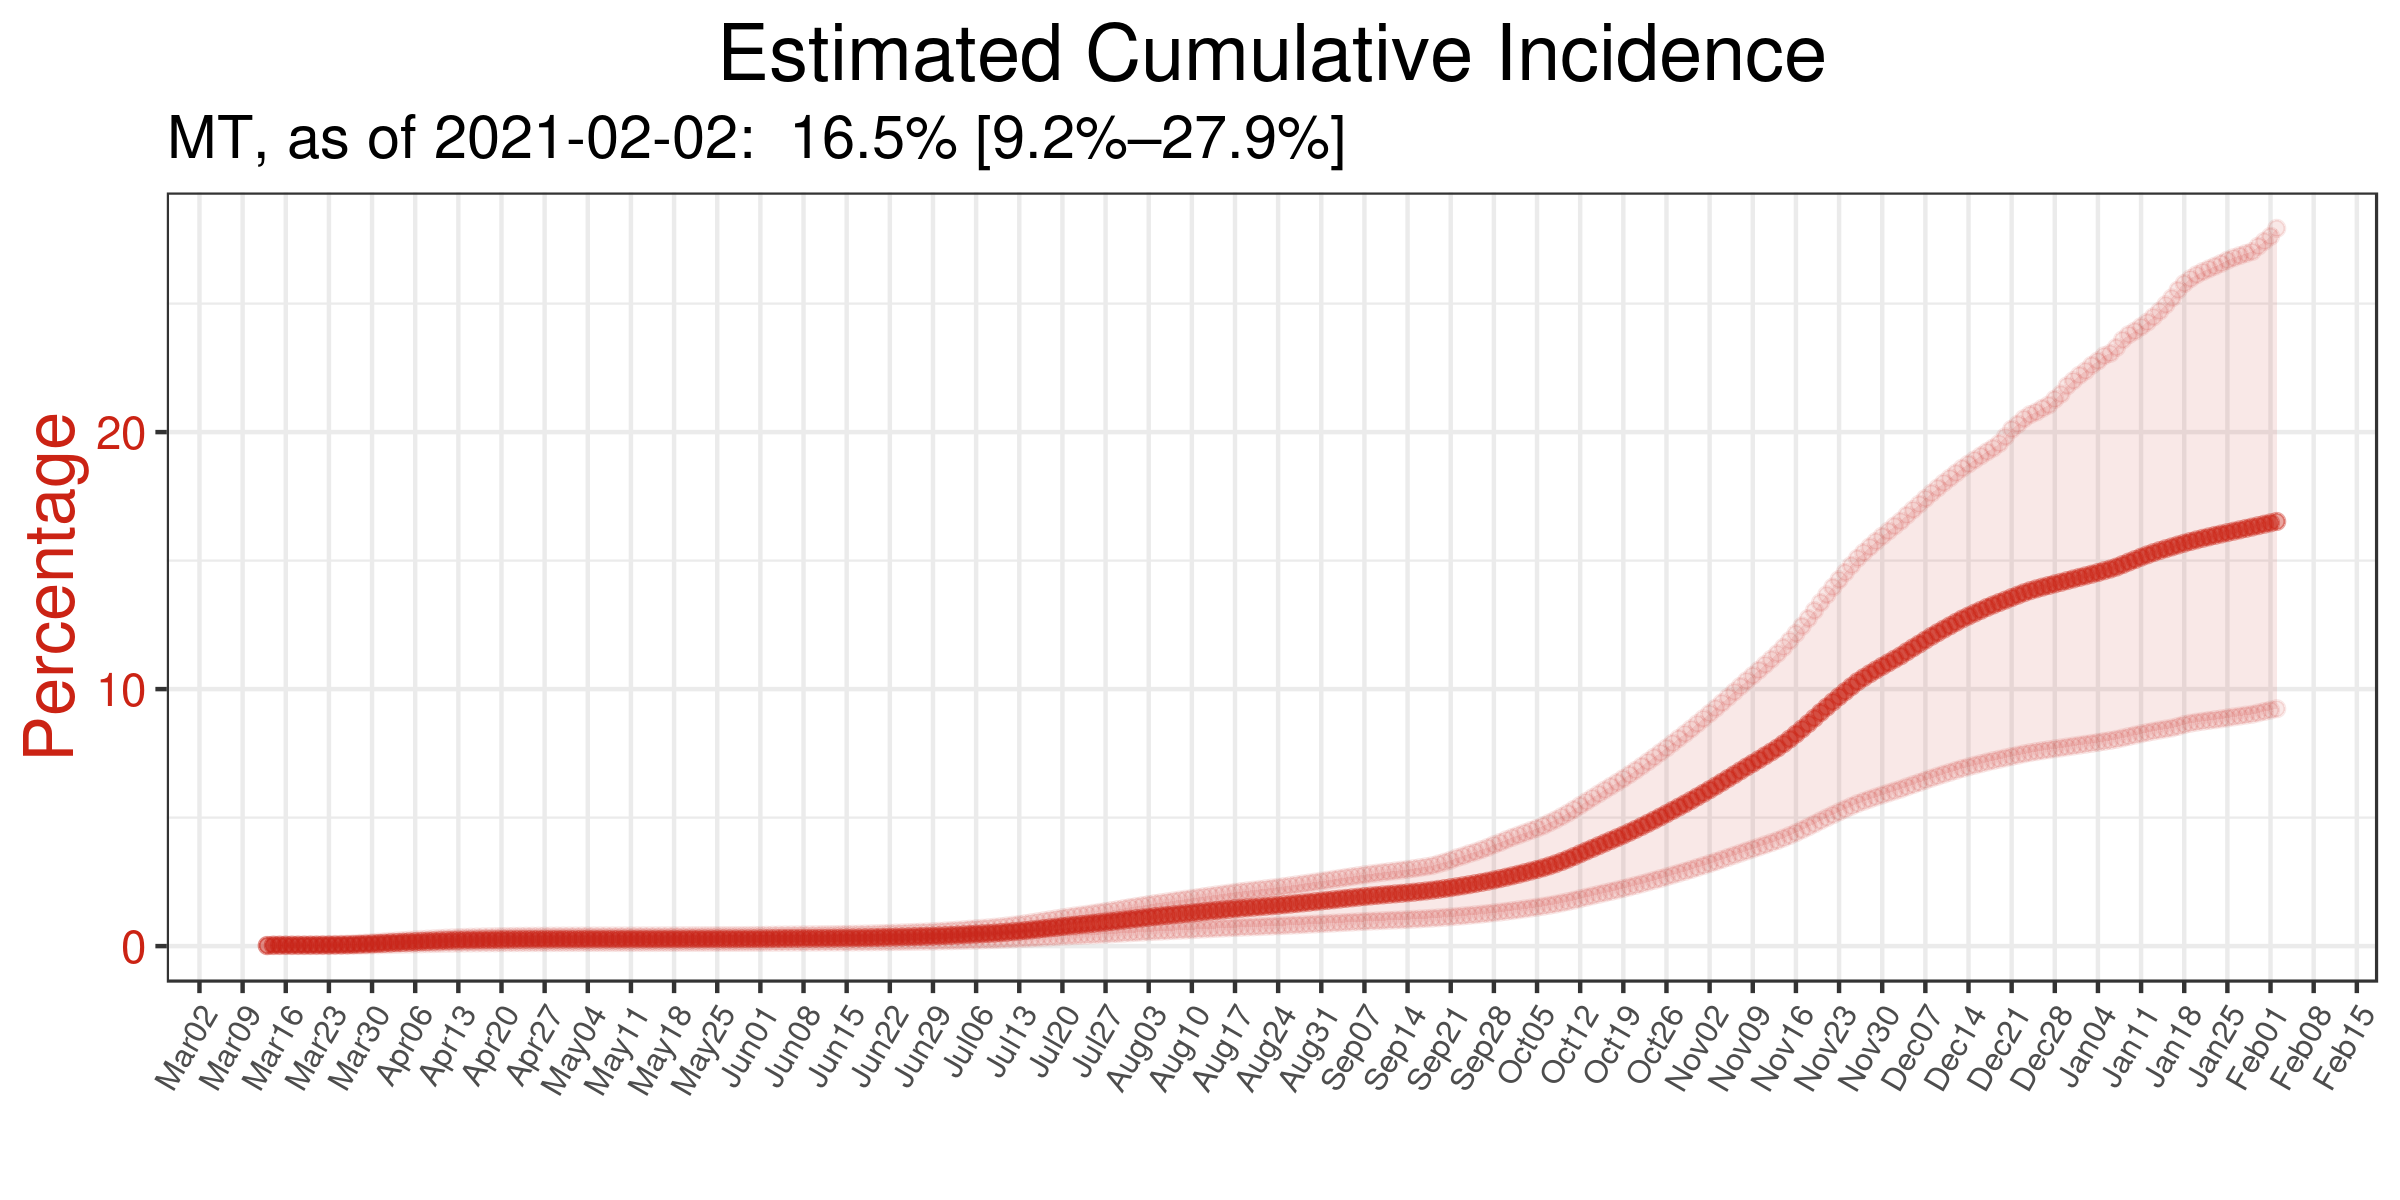 Estimated Cumulative Incidence
MT, as of 2021-02-02:  16.5% [9.2%–27.9%]
Percentage
20
10
0
Mar02 Mar09 Mar16 Mar23 Mar30 Apr06 Apr13 Apr20 Apr27 May04 May11 May18 May25 Jun01 Jun08 Jun15 Jun22 Jun29 Jul06 Jul13 Jul20 Jul27 Aug03 Aug10 Aug17 Aug24 Aug31 Sep07 Sep14 Sep21 Sep28 Oct05 Oct12 Oct19 Oct26 Nov02 Nov09 Nov16 Nov23 Nov30 Dec07 Dec14 Dec21 Dec28 Jan04 Jan11 Jan18 Jan25 Feb01 Feb08 Feb15